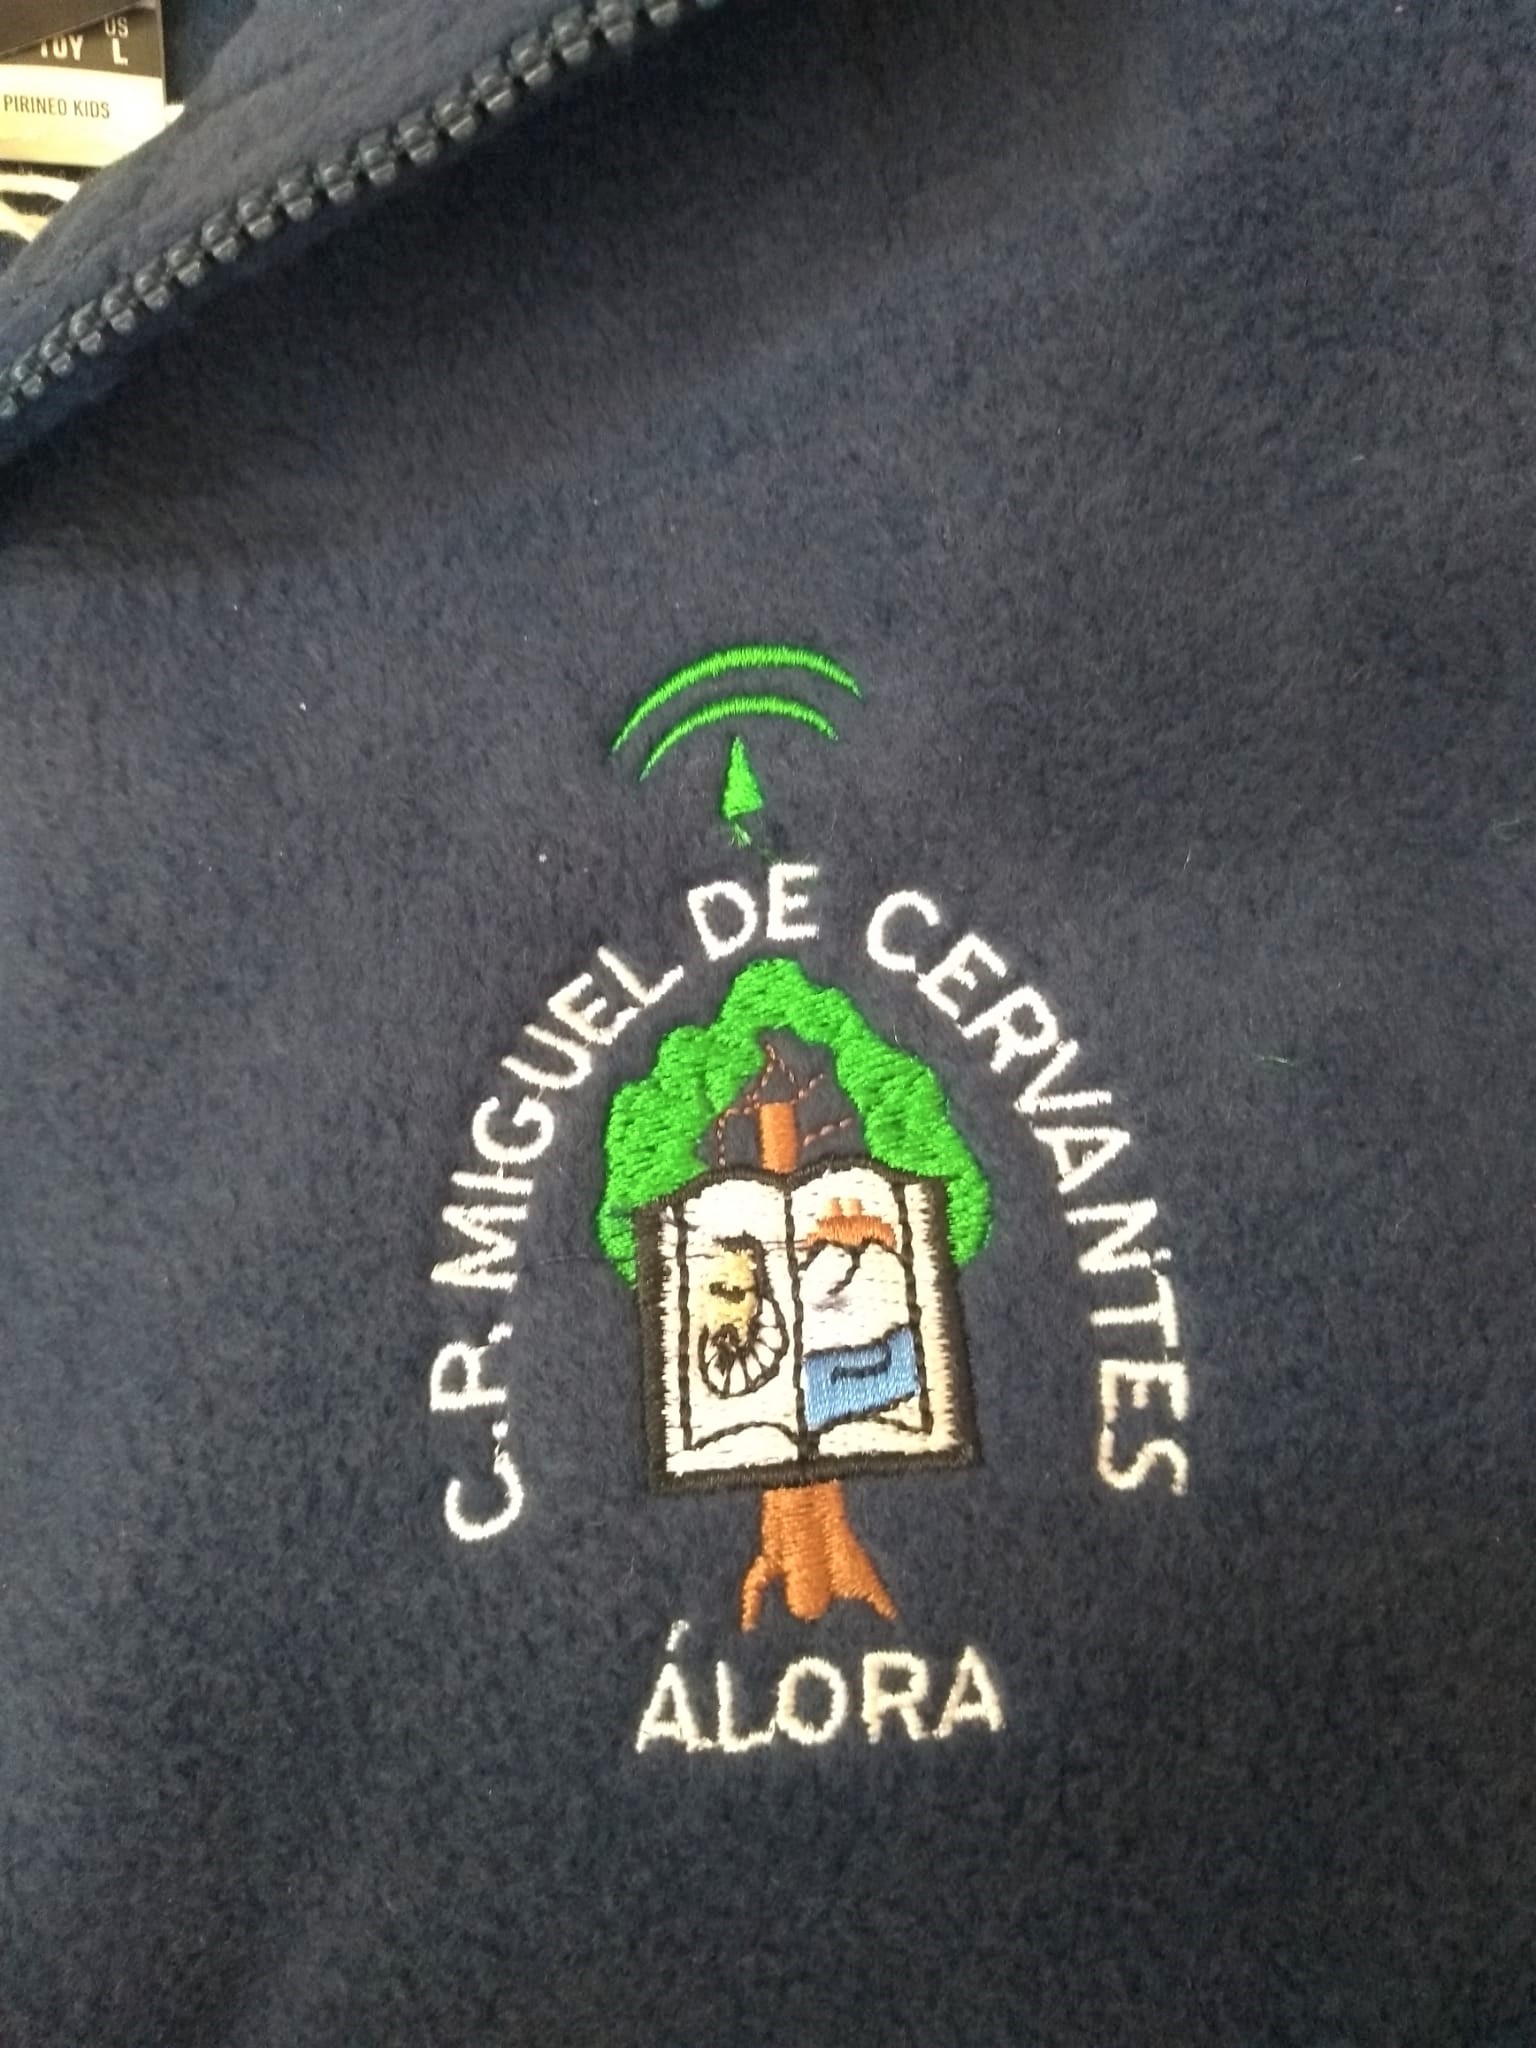 US
10Y L
PIRINEO KIDS
C.P. MIGUEL DE CERVANTES
ÁLORA